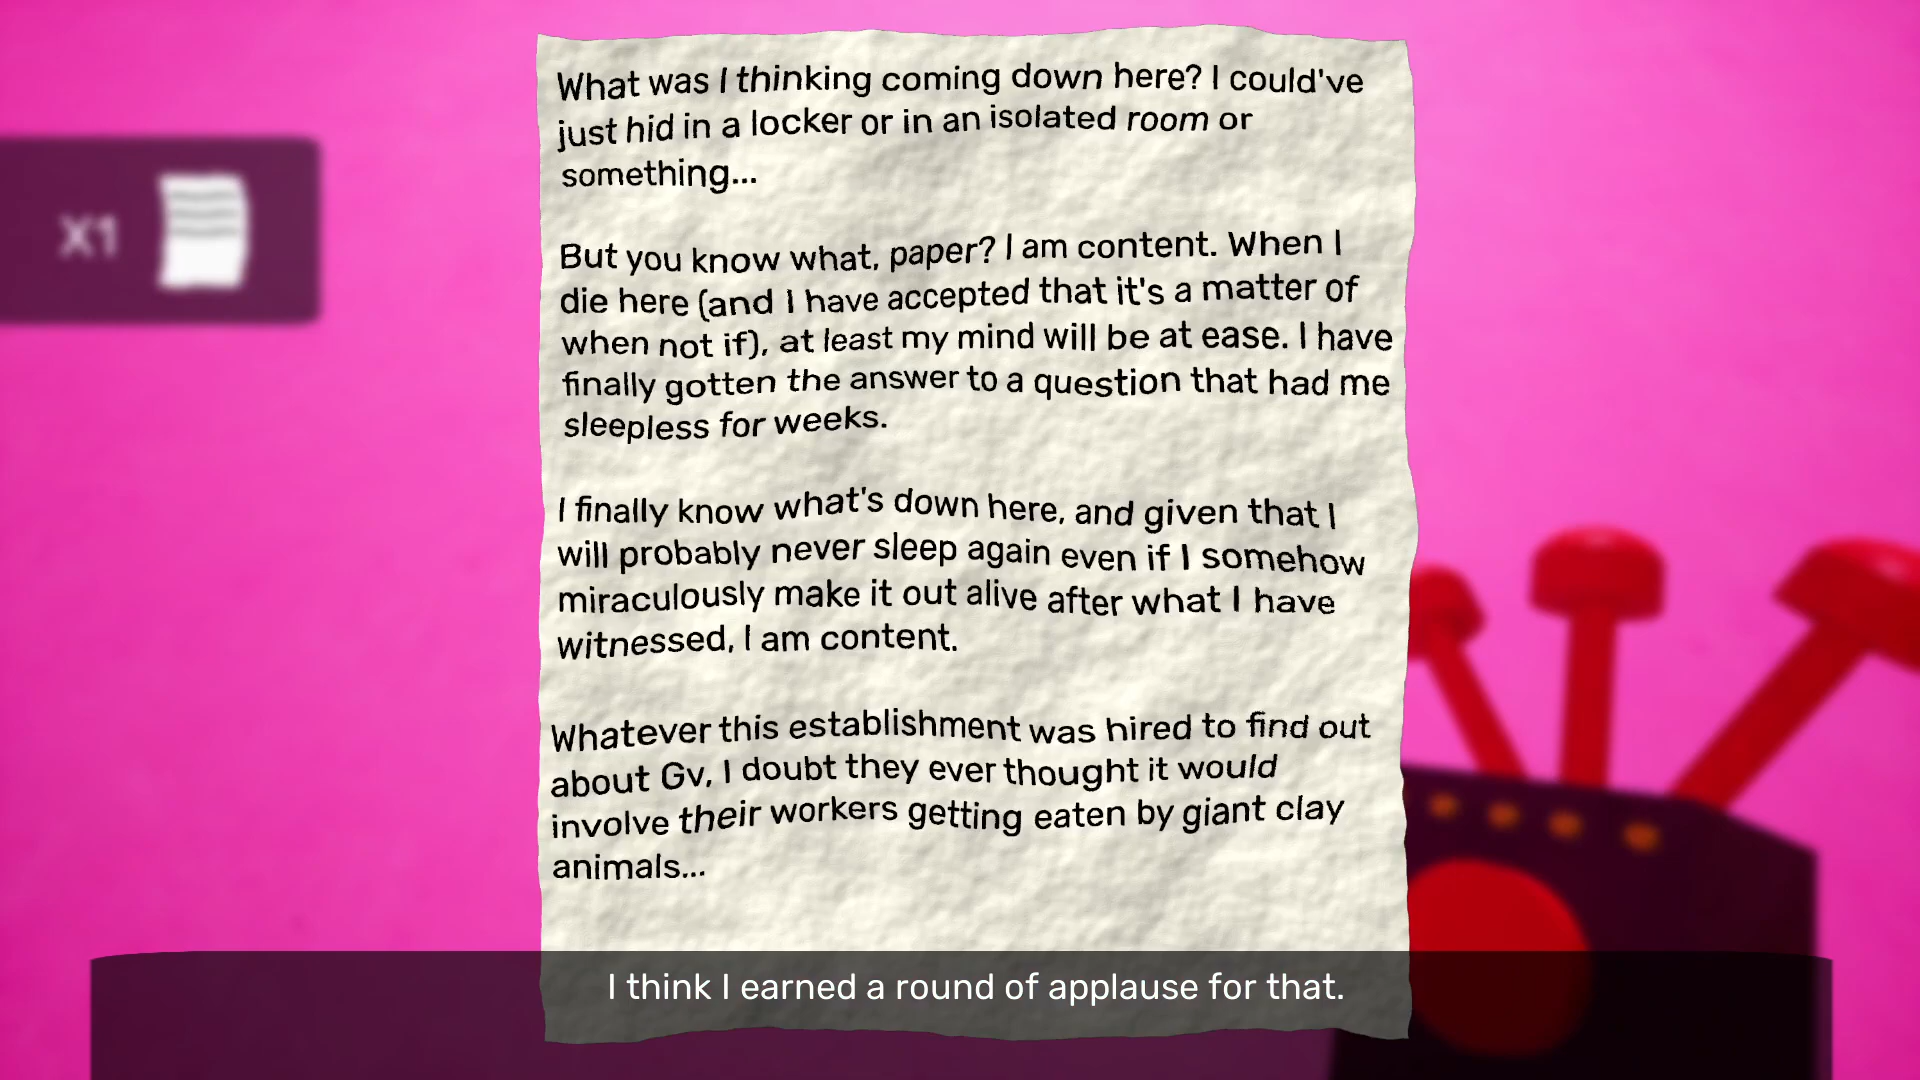 X1
What was I thinking coming down here? I could've
just hid in a locker or in an isolated room or
something...
But you know what, paper? I am content. When I
die here (and I have accepted that it's a matter of
when not if), at least my mind will be at ease. I have
finally gotten the answer to a question that had me
sleepless for weeks.
I finally know what's down here, and given that I
will probably never sleep again even if I somehow
miraculously make it out alive after what I have
witnessed, I am content.
Whatever this establishment was hired to find out
about Gv, I doubt they ever thought it would
involve their workers getting eaten by giant clay
animals...
I think I earned a round of applause for that.